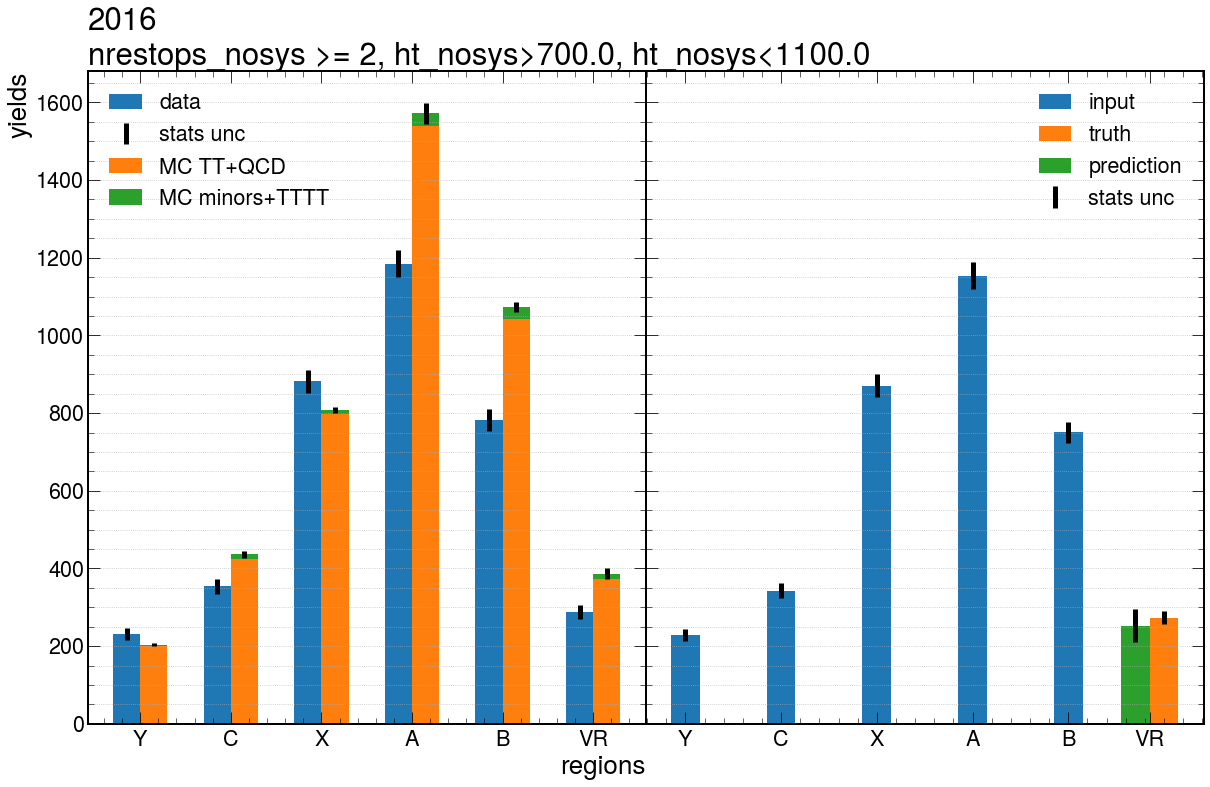 2016
nrestops_nosys >= 2, ht_nosys>700.0, ht_nosys<1100.0
yields
1600
1400
1200
1000
800
600
400
200
0
data
stats unc
MC TT+QCD
MC minors+TTTT
input
truth
prediction
stats unc
Y C X A B VR
Y C X A B VR
regions